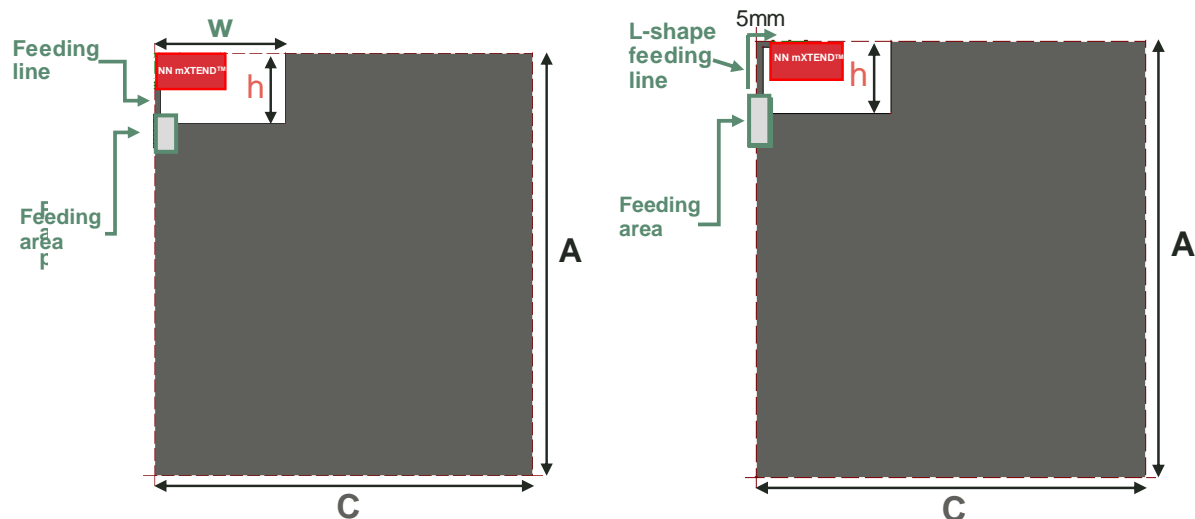 w
Feeding
line
NN mXTEND™
h
Feeding
area
A
C
5mm
L-shape
feeding
line
NN mXTEND™
h
Feeding
area
A
C